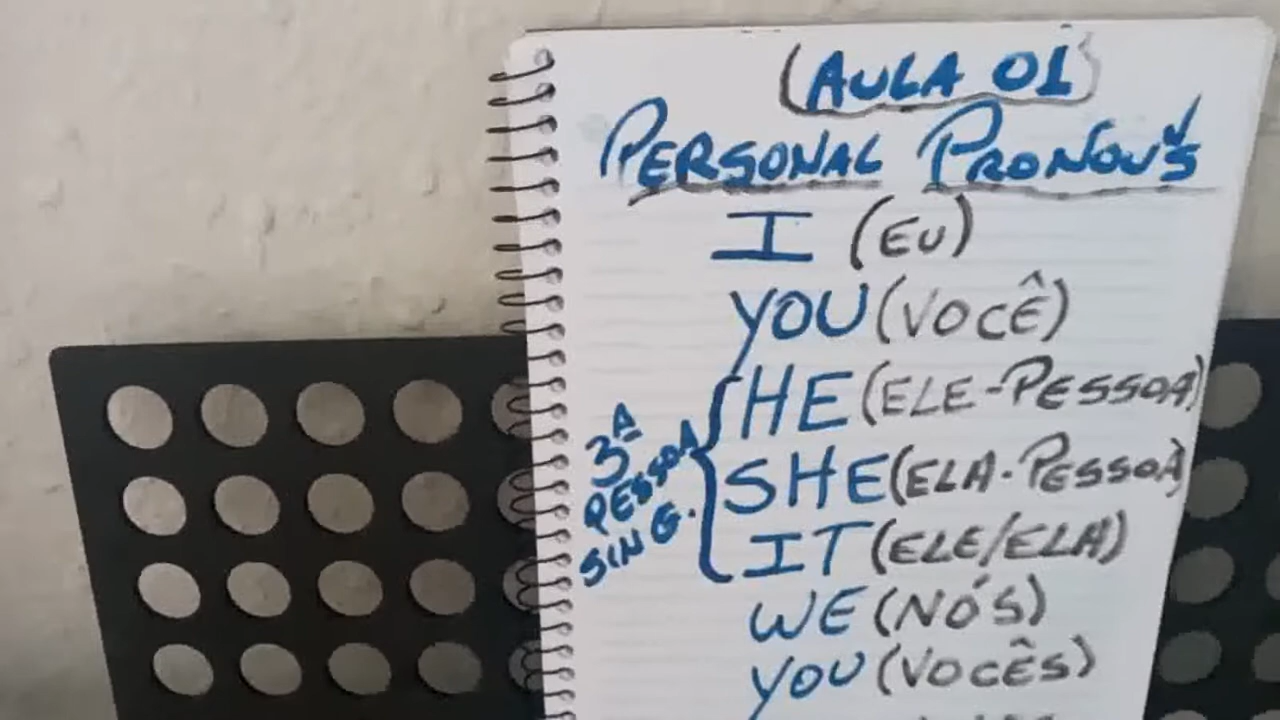 (AULA 01)
PERSONAL PRONOUNS
I (EU)
YOU (VOCÊ)
HE (ELE-PESSOA)
SHE (ELA-PESSOA)
IT (ELE/ELA)
3ª
PESSOA
SING.
WE (NÓS)
YOU (VOCÊS)